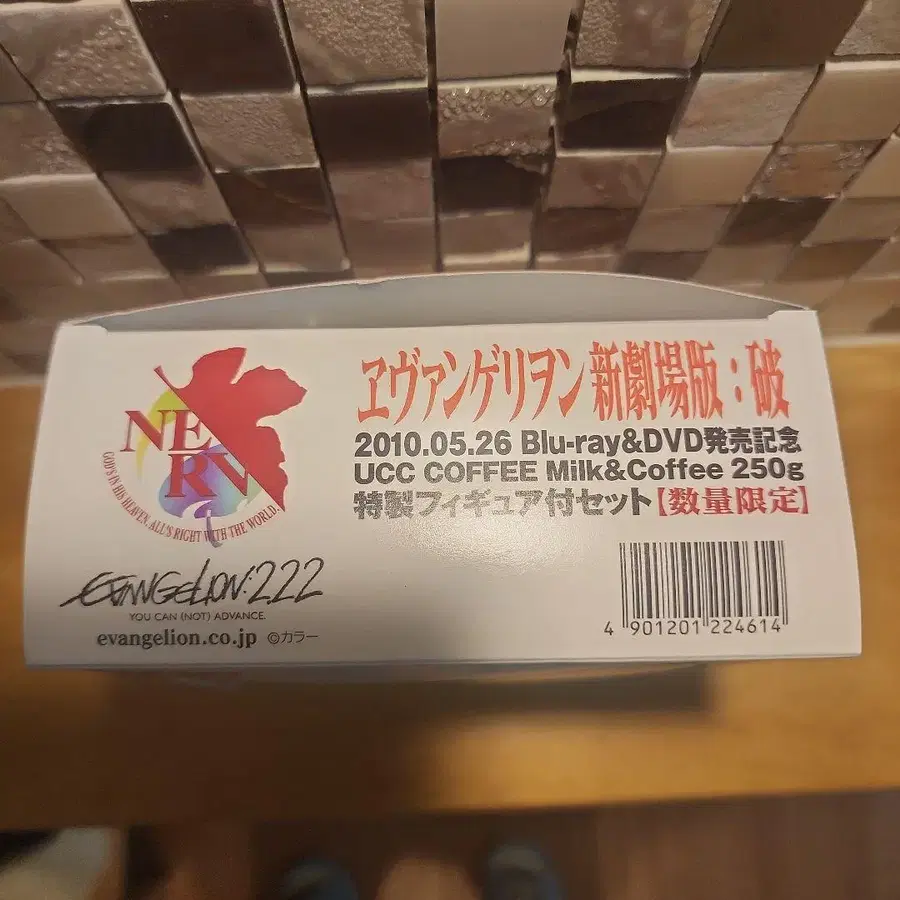 ヱヴァンゲリヲン新劇場版:破
2010.05.26 Blu-ray&DVD発売記念
UCC COFFEE Milk&Coffee 250g
特製フィギュア付セット【数量限定】
NERV
GOD'S IN HIS HEAVEN. ALL'S RIGHT WITH THE WORLD.
EVANGELION:2.22
YOU CAN (NOT) ADVANCE.
evangelion.co.jp ©カラー
4 901201 224614